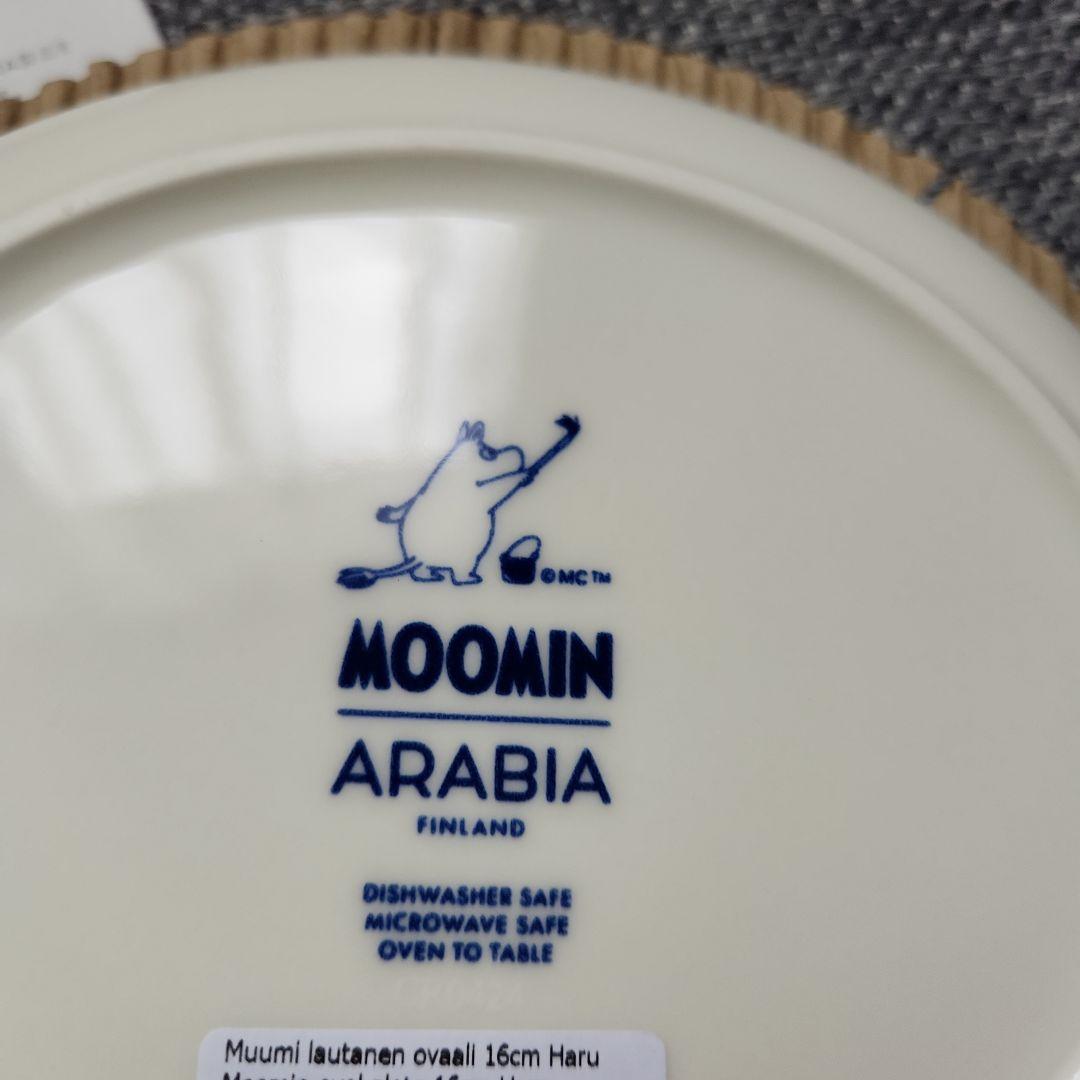 ©MC™
MOOMIN
ARABIA
FINLAND
DISHWASHER SAFE
MICROWAVE SAFE
OVEN TO TABLE
Muumi lautanen ovaali 16cm Haru